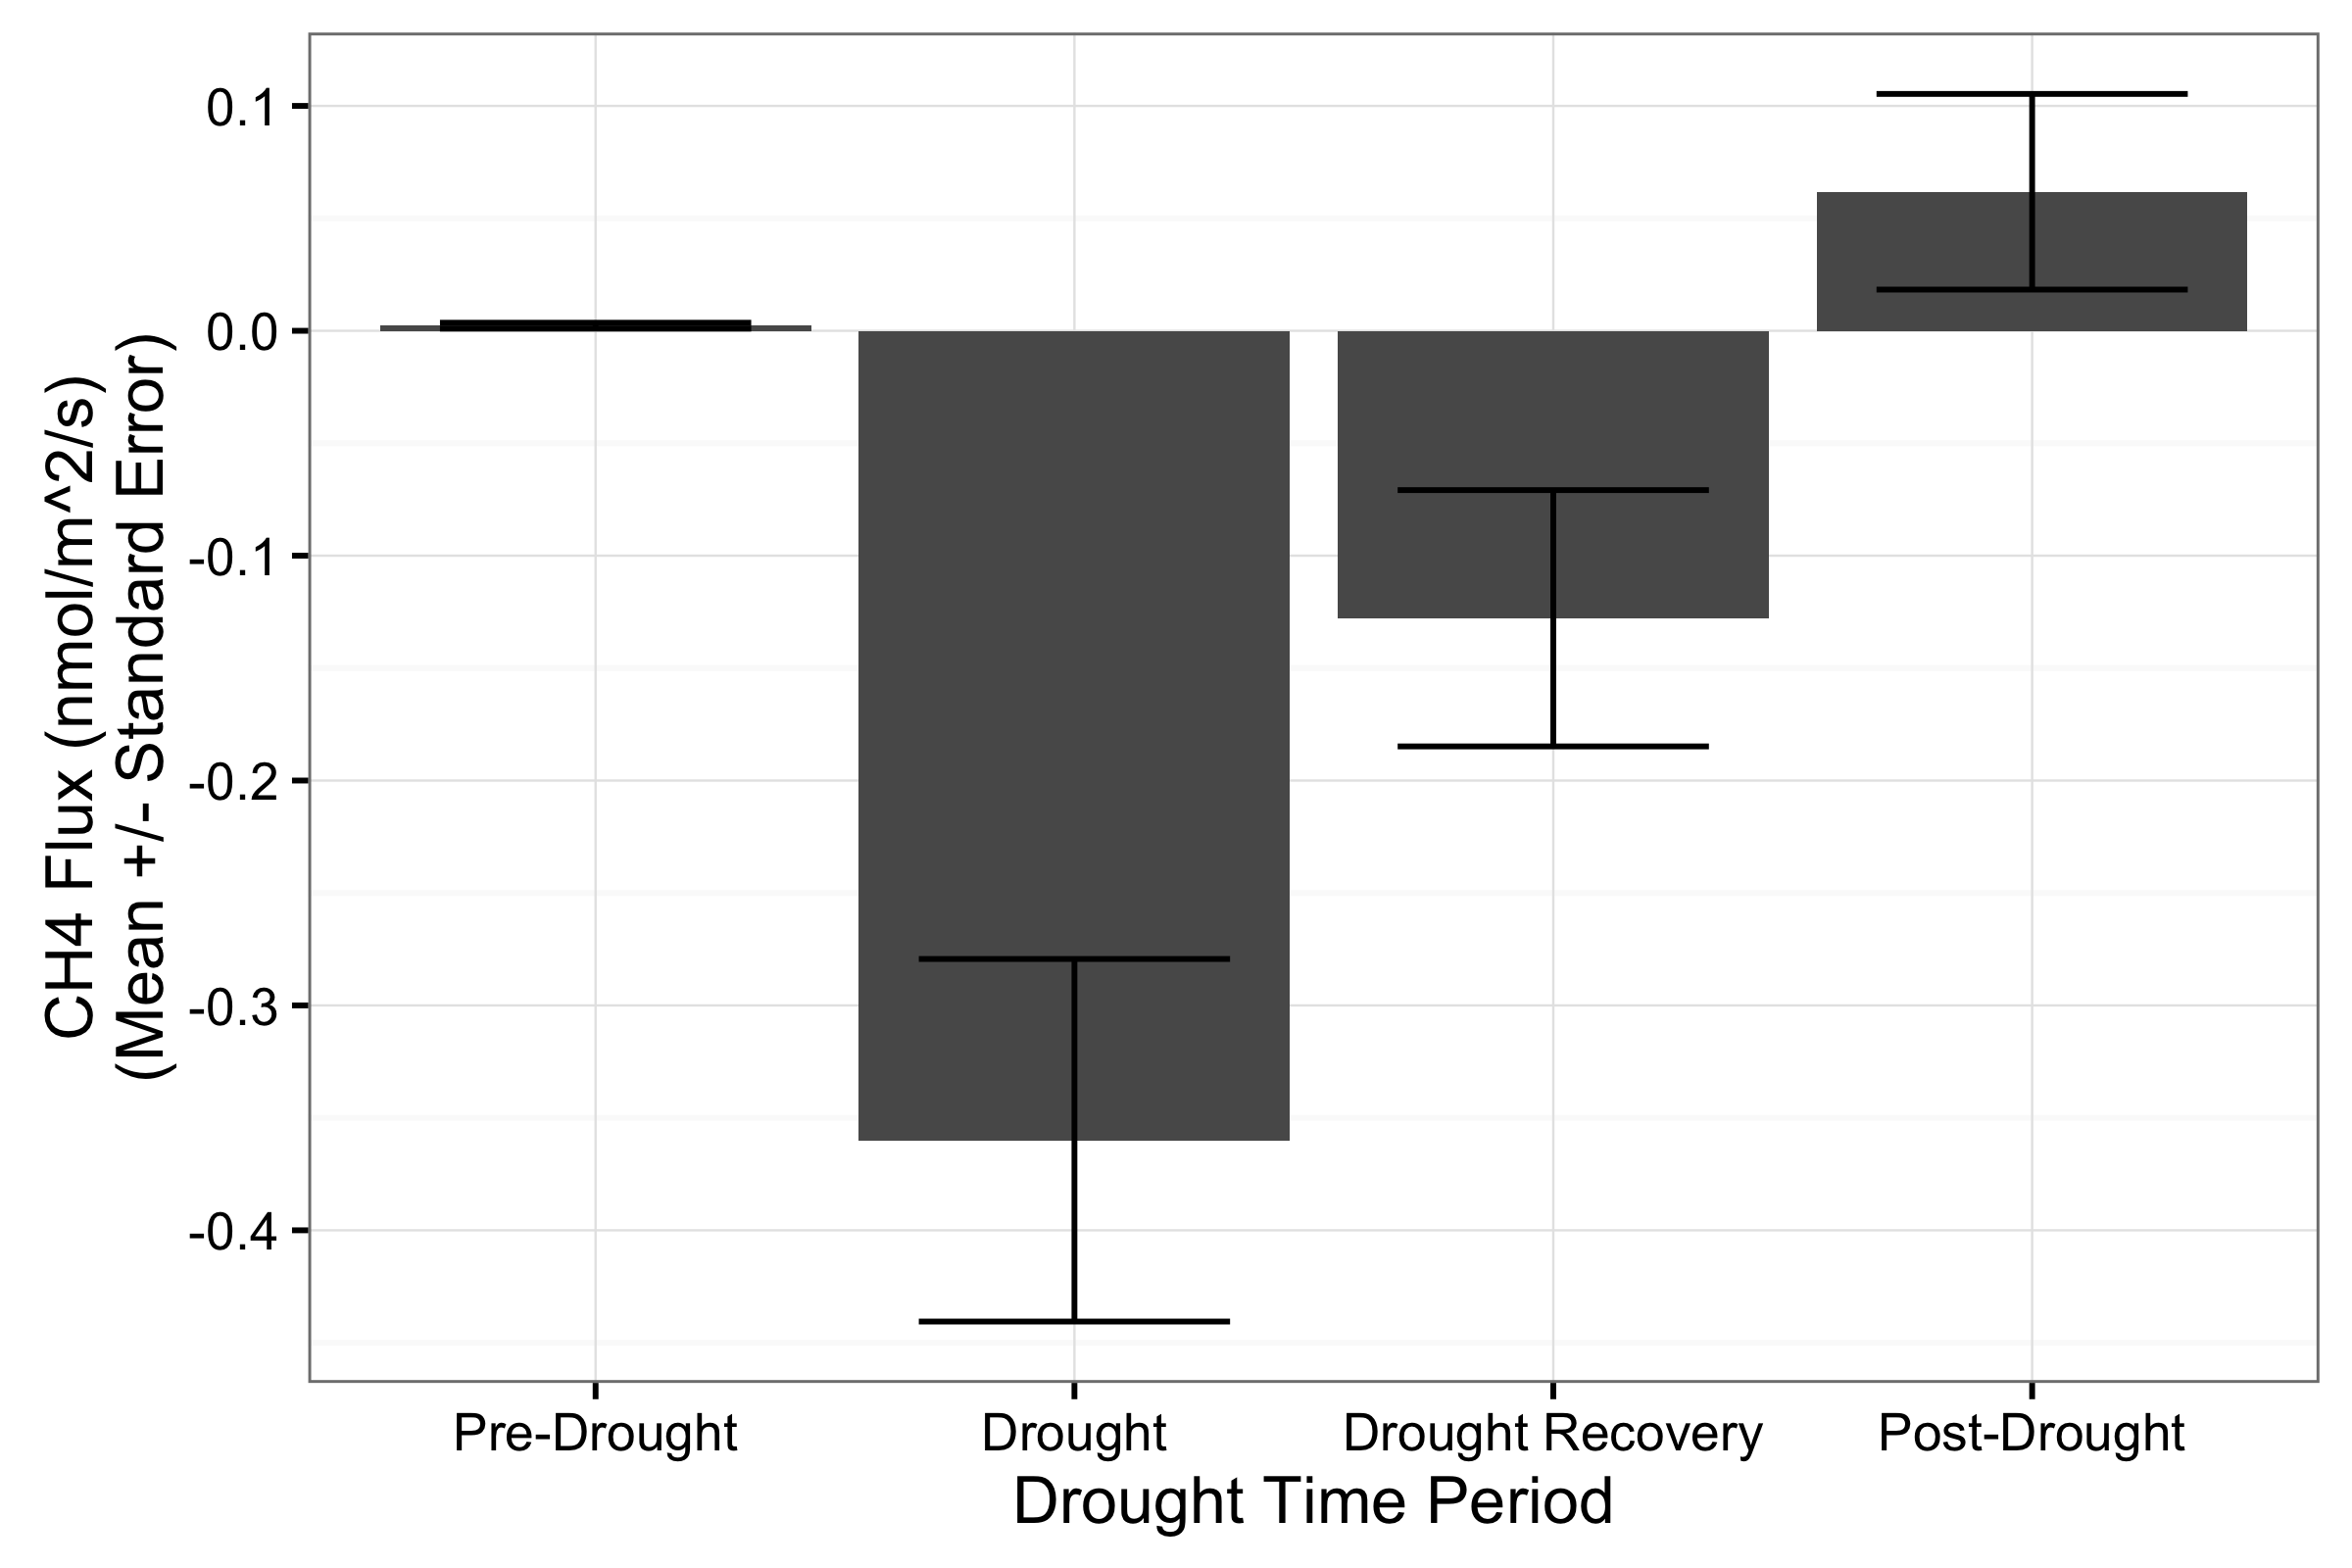 CH4 Flux (nmol/m^2/s)
(Mean +/- Standard Error)
0.1
0.0
-0.1
-0.2
-0.3
-0.4
Pre-Drought
Drought
Drought Recovery
Post-Drought
Drought Time Period